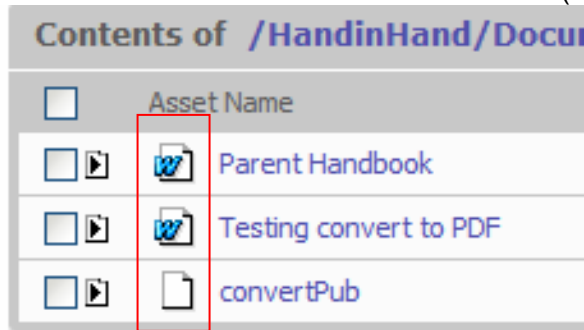 Contents of /HandinHand/Docu
Asset Name
Parent Handbook
Testing convert to PDF
convertPub